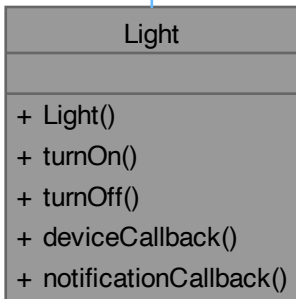 Light
+ Light()
+ turnOn()
+ turnOff()
+ deviceCallback()
+ notificationCallback()